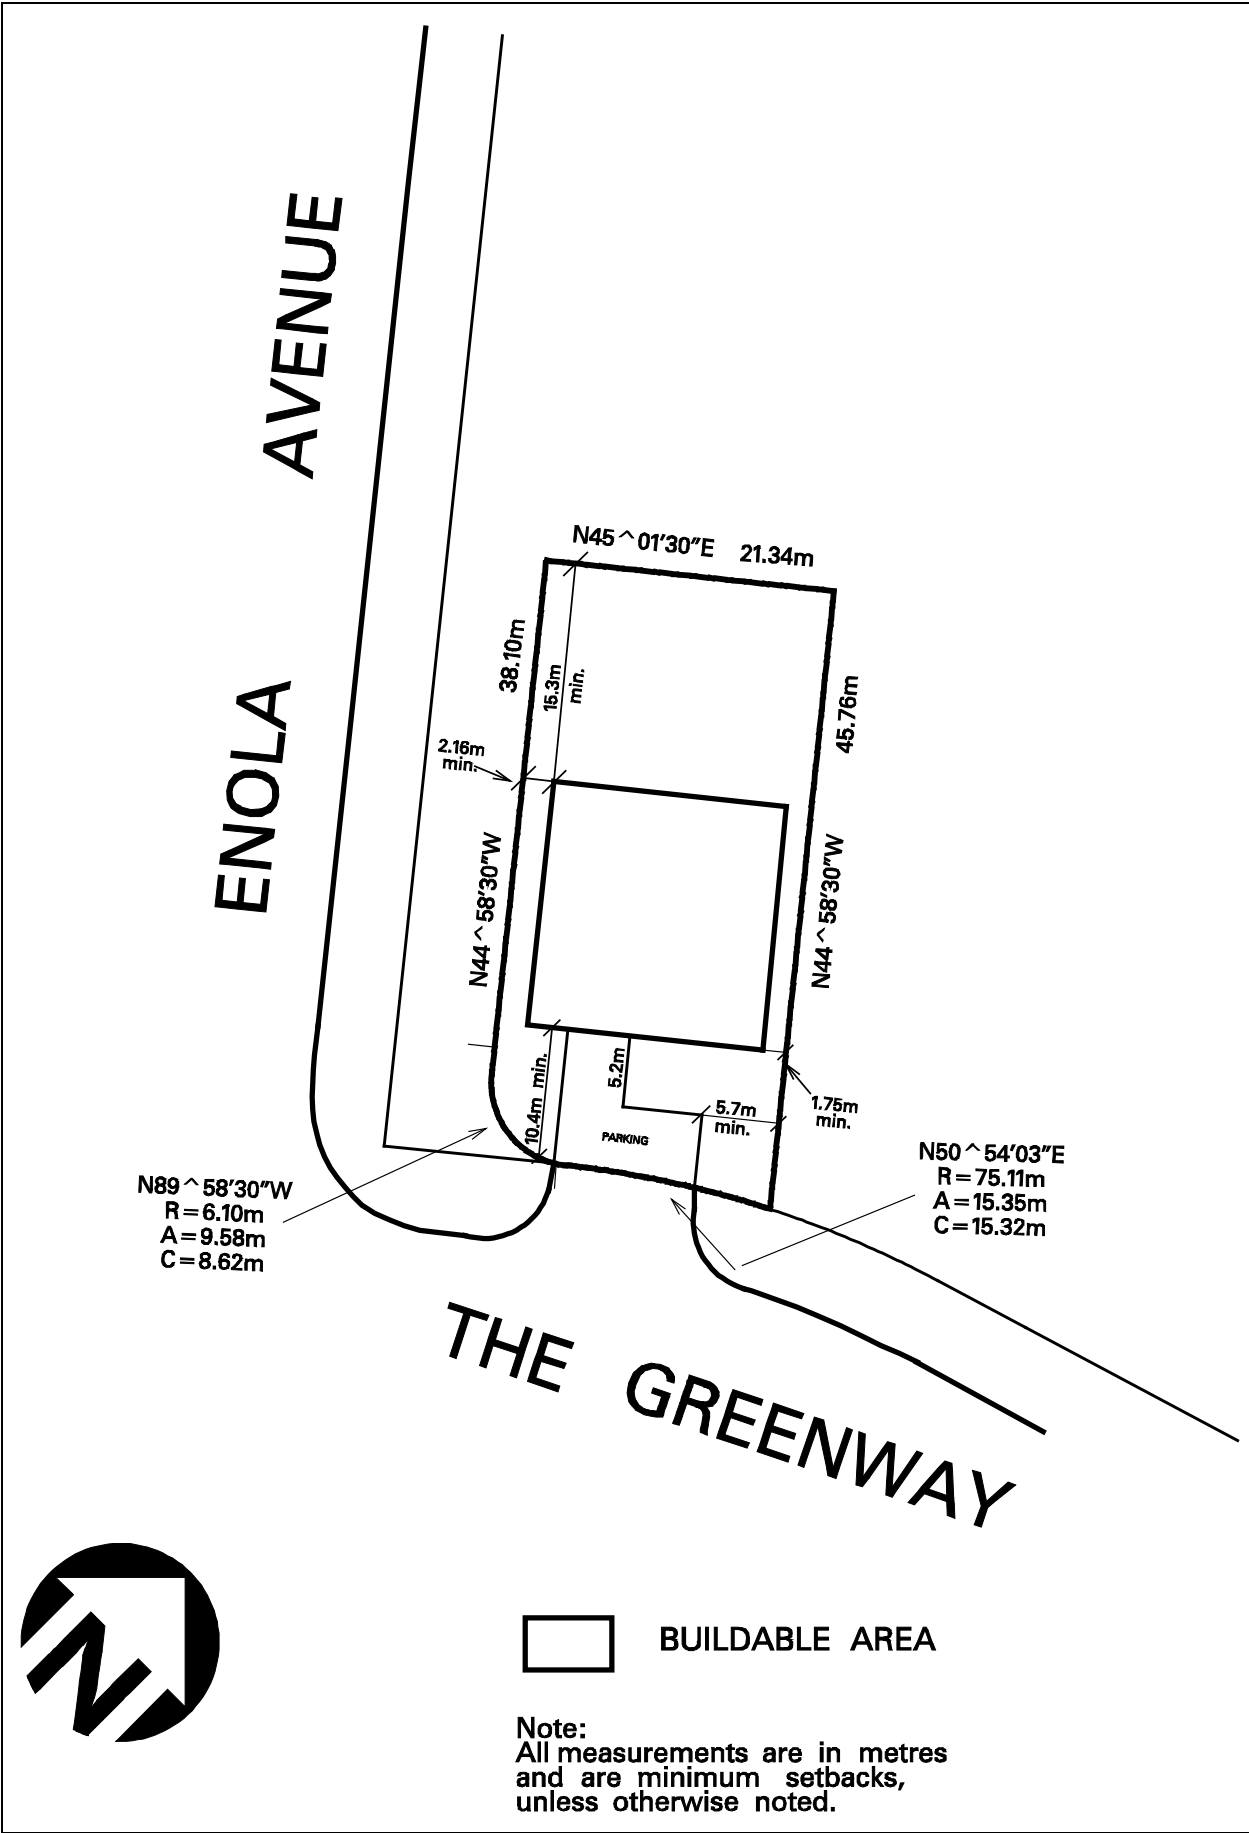 AVENUE
ENOLA
N45^01'30"E 21.34m
38.10m
15.3m
min.
45.76m
2.16m
min.
N44^58'30"W
N44^58'30"W
10.4m min.
5.2m
5.7m
min.
1.75m
min.
PARKING
N50^54'03"E
R=75.11m
A=15.35m
C=15.32m
N89^58'30"W
R=6.10m
A=9.58m
C=8.62m
THE GREENWAY
N
BUILDABLE AREA
Note:
All measurements are in metres
and are minimum setbacks,
unless otherwise noted.